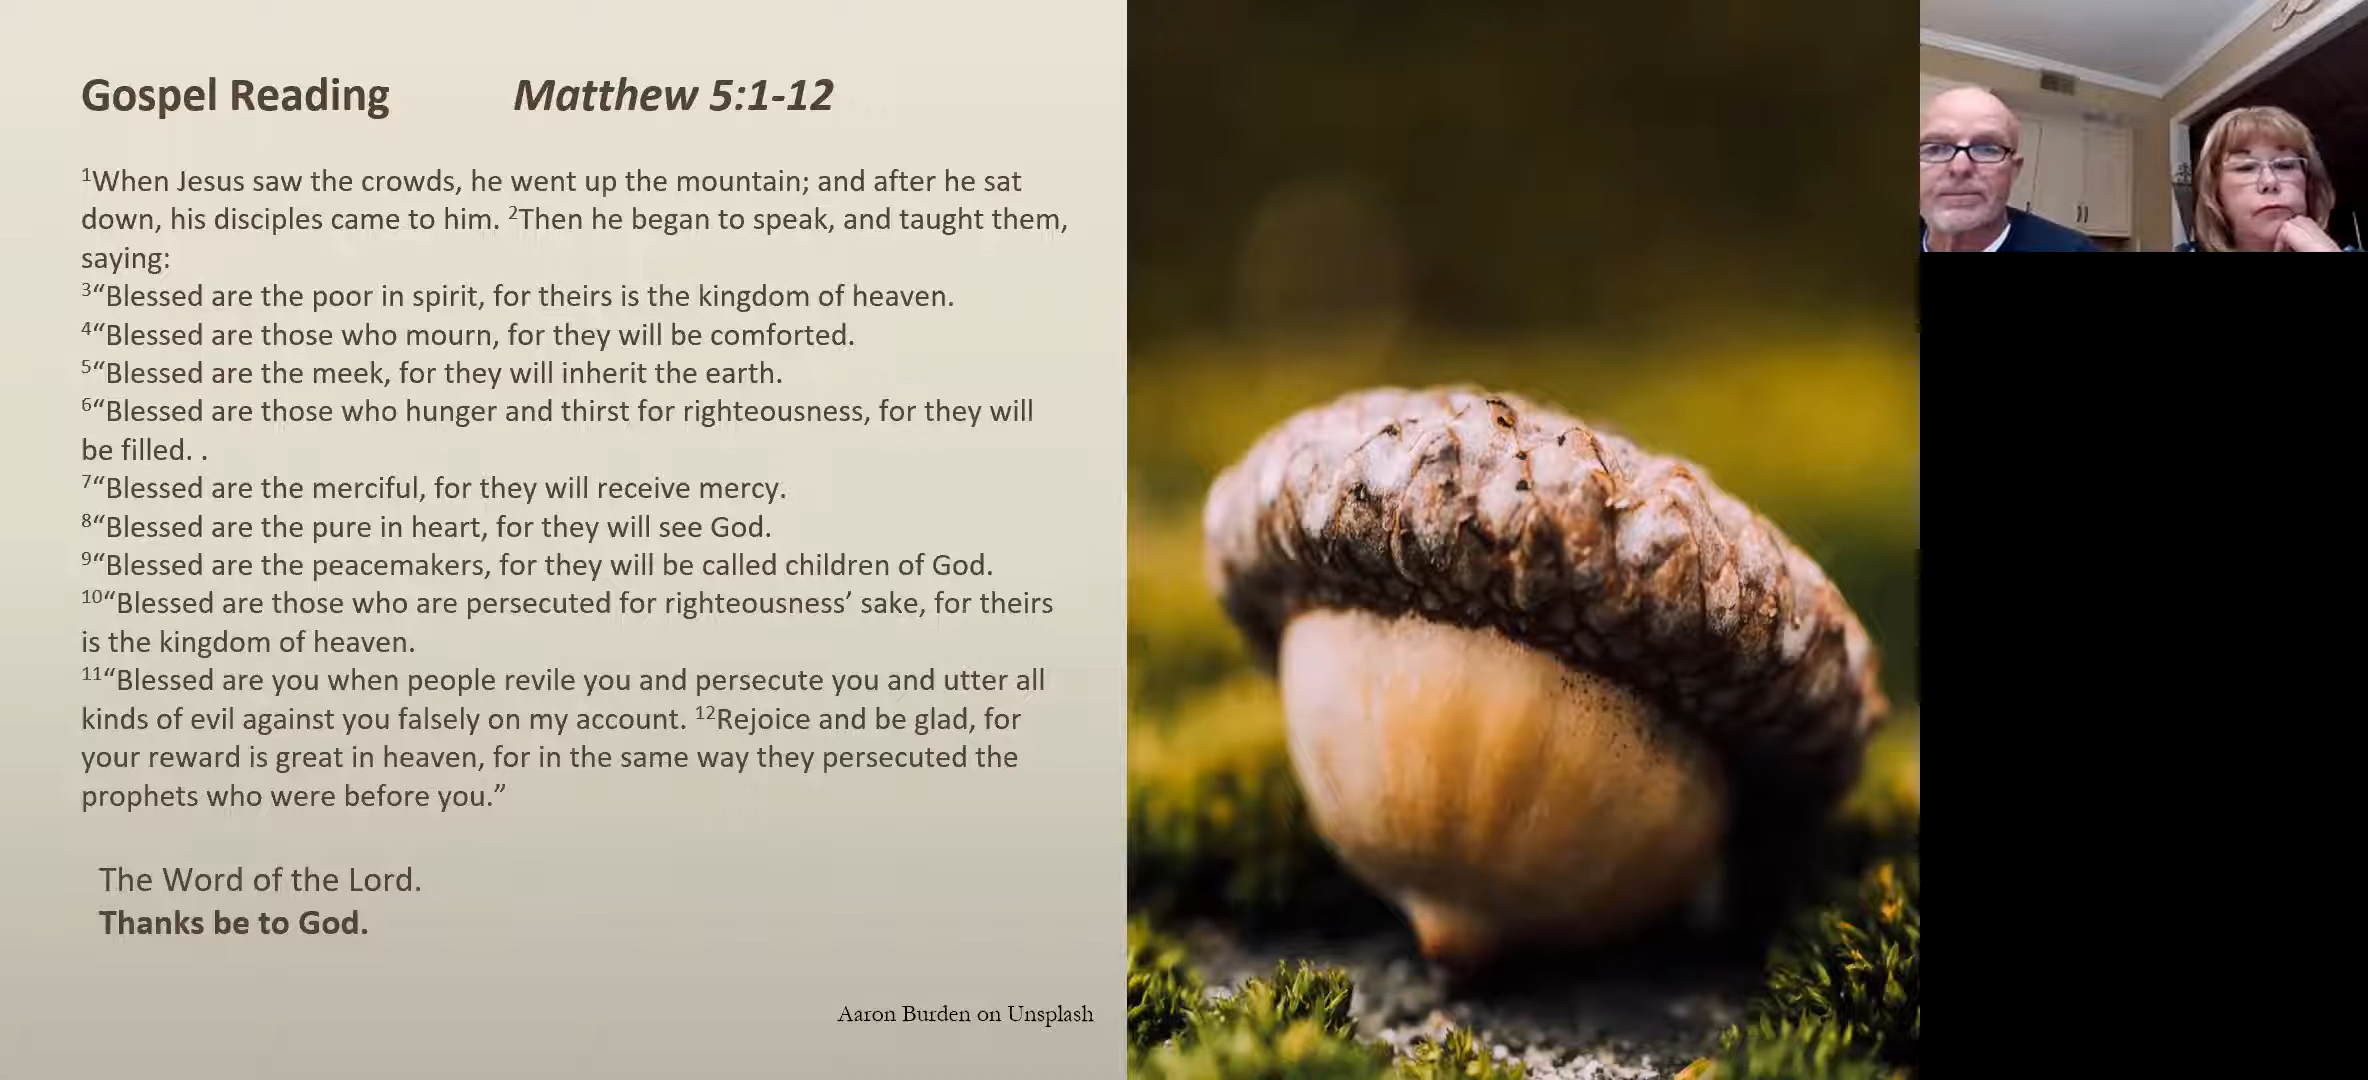 Gospel Reading Matthew 5:1-12
¹When Jesus saw the crowds, he went up the mountain; and after he sat
down, his disciples came to him. ²Then he began to speak, and taught them,
saying:
³“Blessed are the poor in spirit, for theirs is the kingdom of heaven.
⁴“Blessed are those who mourn, for they will be comforted.
⁵“Blessed are the meek, for they will inherit the earth.
⁶“Blessed are those who hunger and thirst for righteousness, for they will
be filled. .
⁷“Blessed are the merciful, for they will receive mercy.
⁸“Blessed are the pure in heart, for they will see God.
⁹“Blessed are the peacemakers, for they will be called children of God.
¹⁰“Blessed are those who are persecuted for righteousness’ sake, for theirs
is the kingdom of heaven.
¹¹“Blessed are you when people revile you and persecute you and utter all
kinds of evil against you falsely on my account. ¹²Rejoice and be glad, for
your reward is great in heaven, for in the same way they persecuted the
prophets who were before you.”
The Word of the Lord.
Thanks be to God.
Aaron Burden on Unsplash